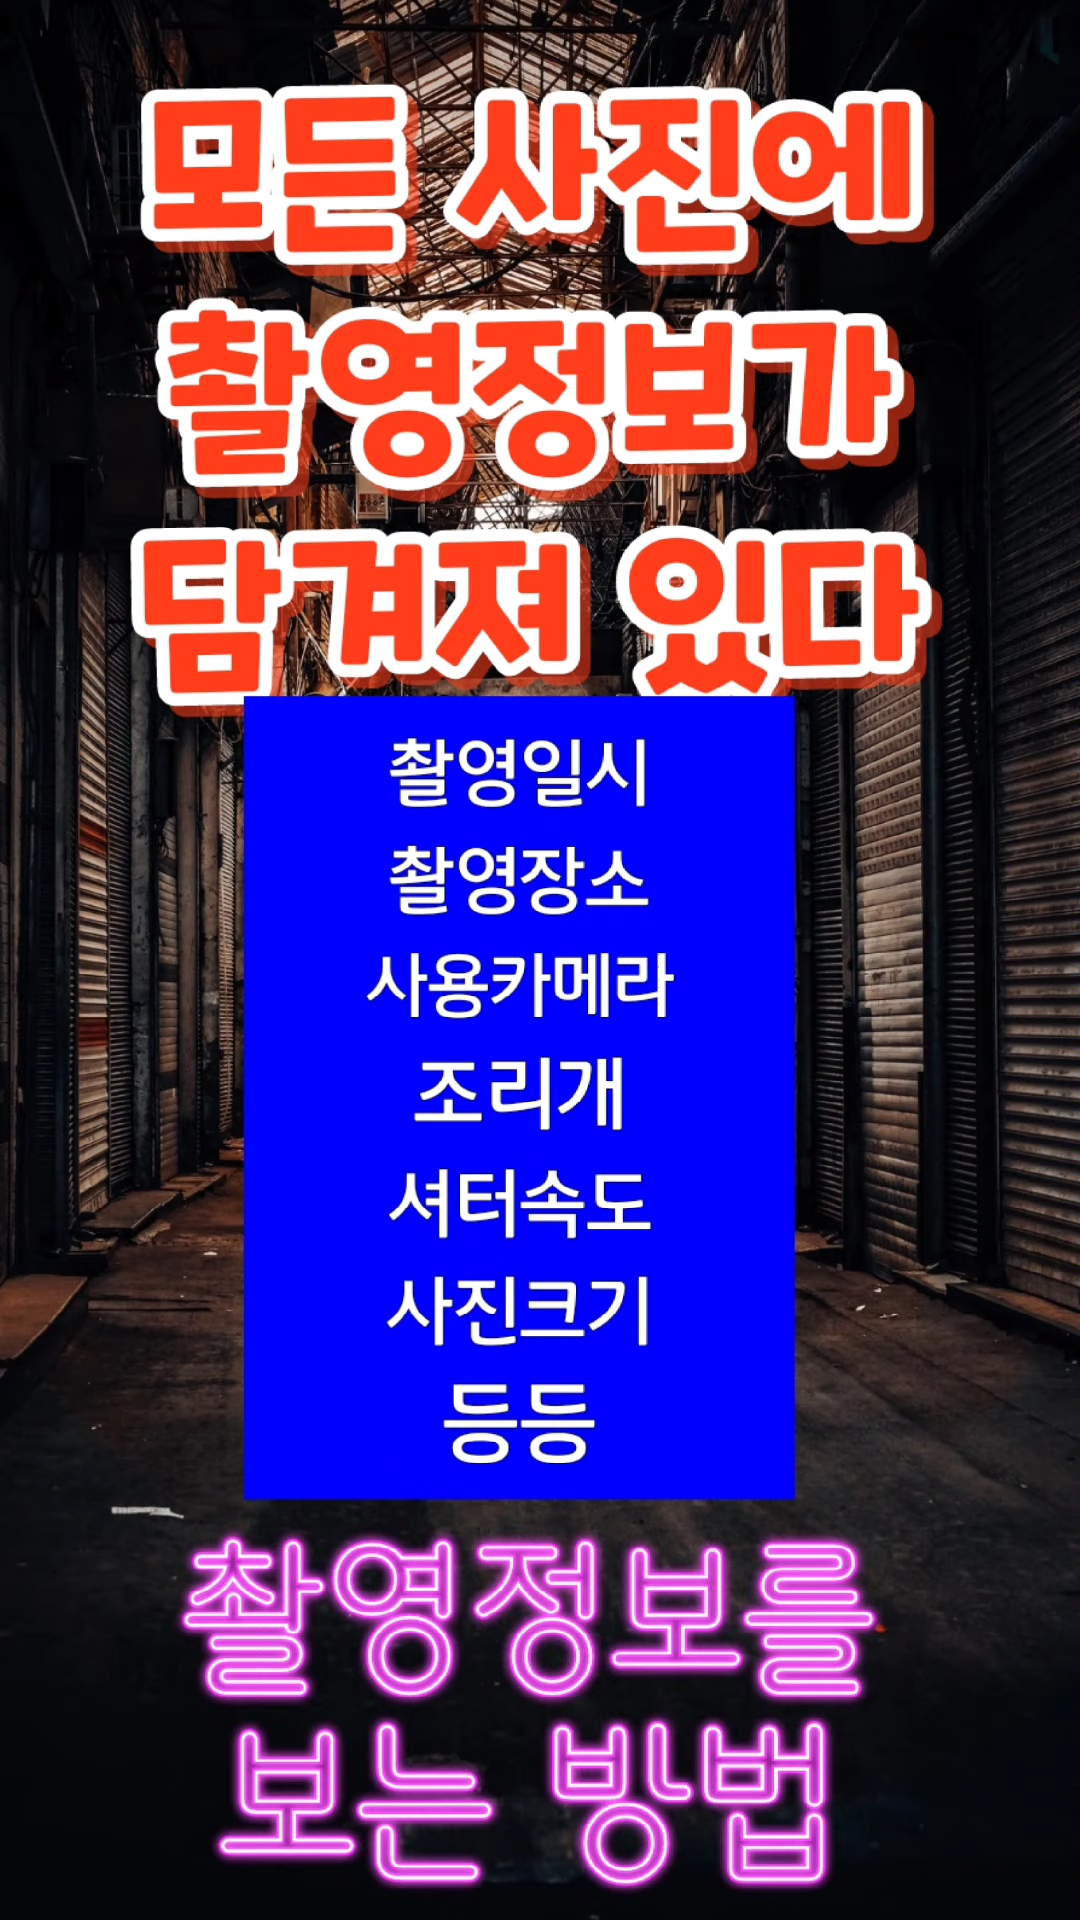 모든 사진에
촬영정보가
담겨져 있다
촬영일시
촬영장소
사용카메라
조리개
셔터속도
사진크기
등등
촬영정보를
보는 방법